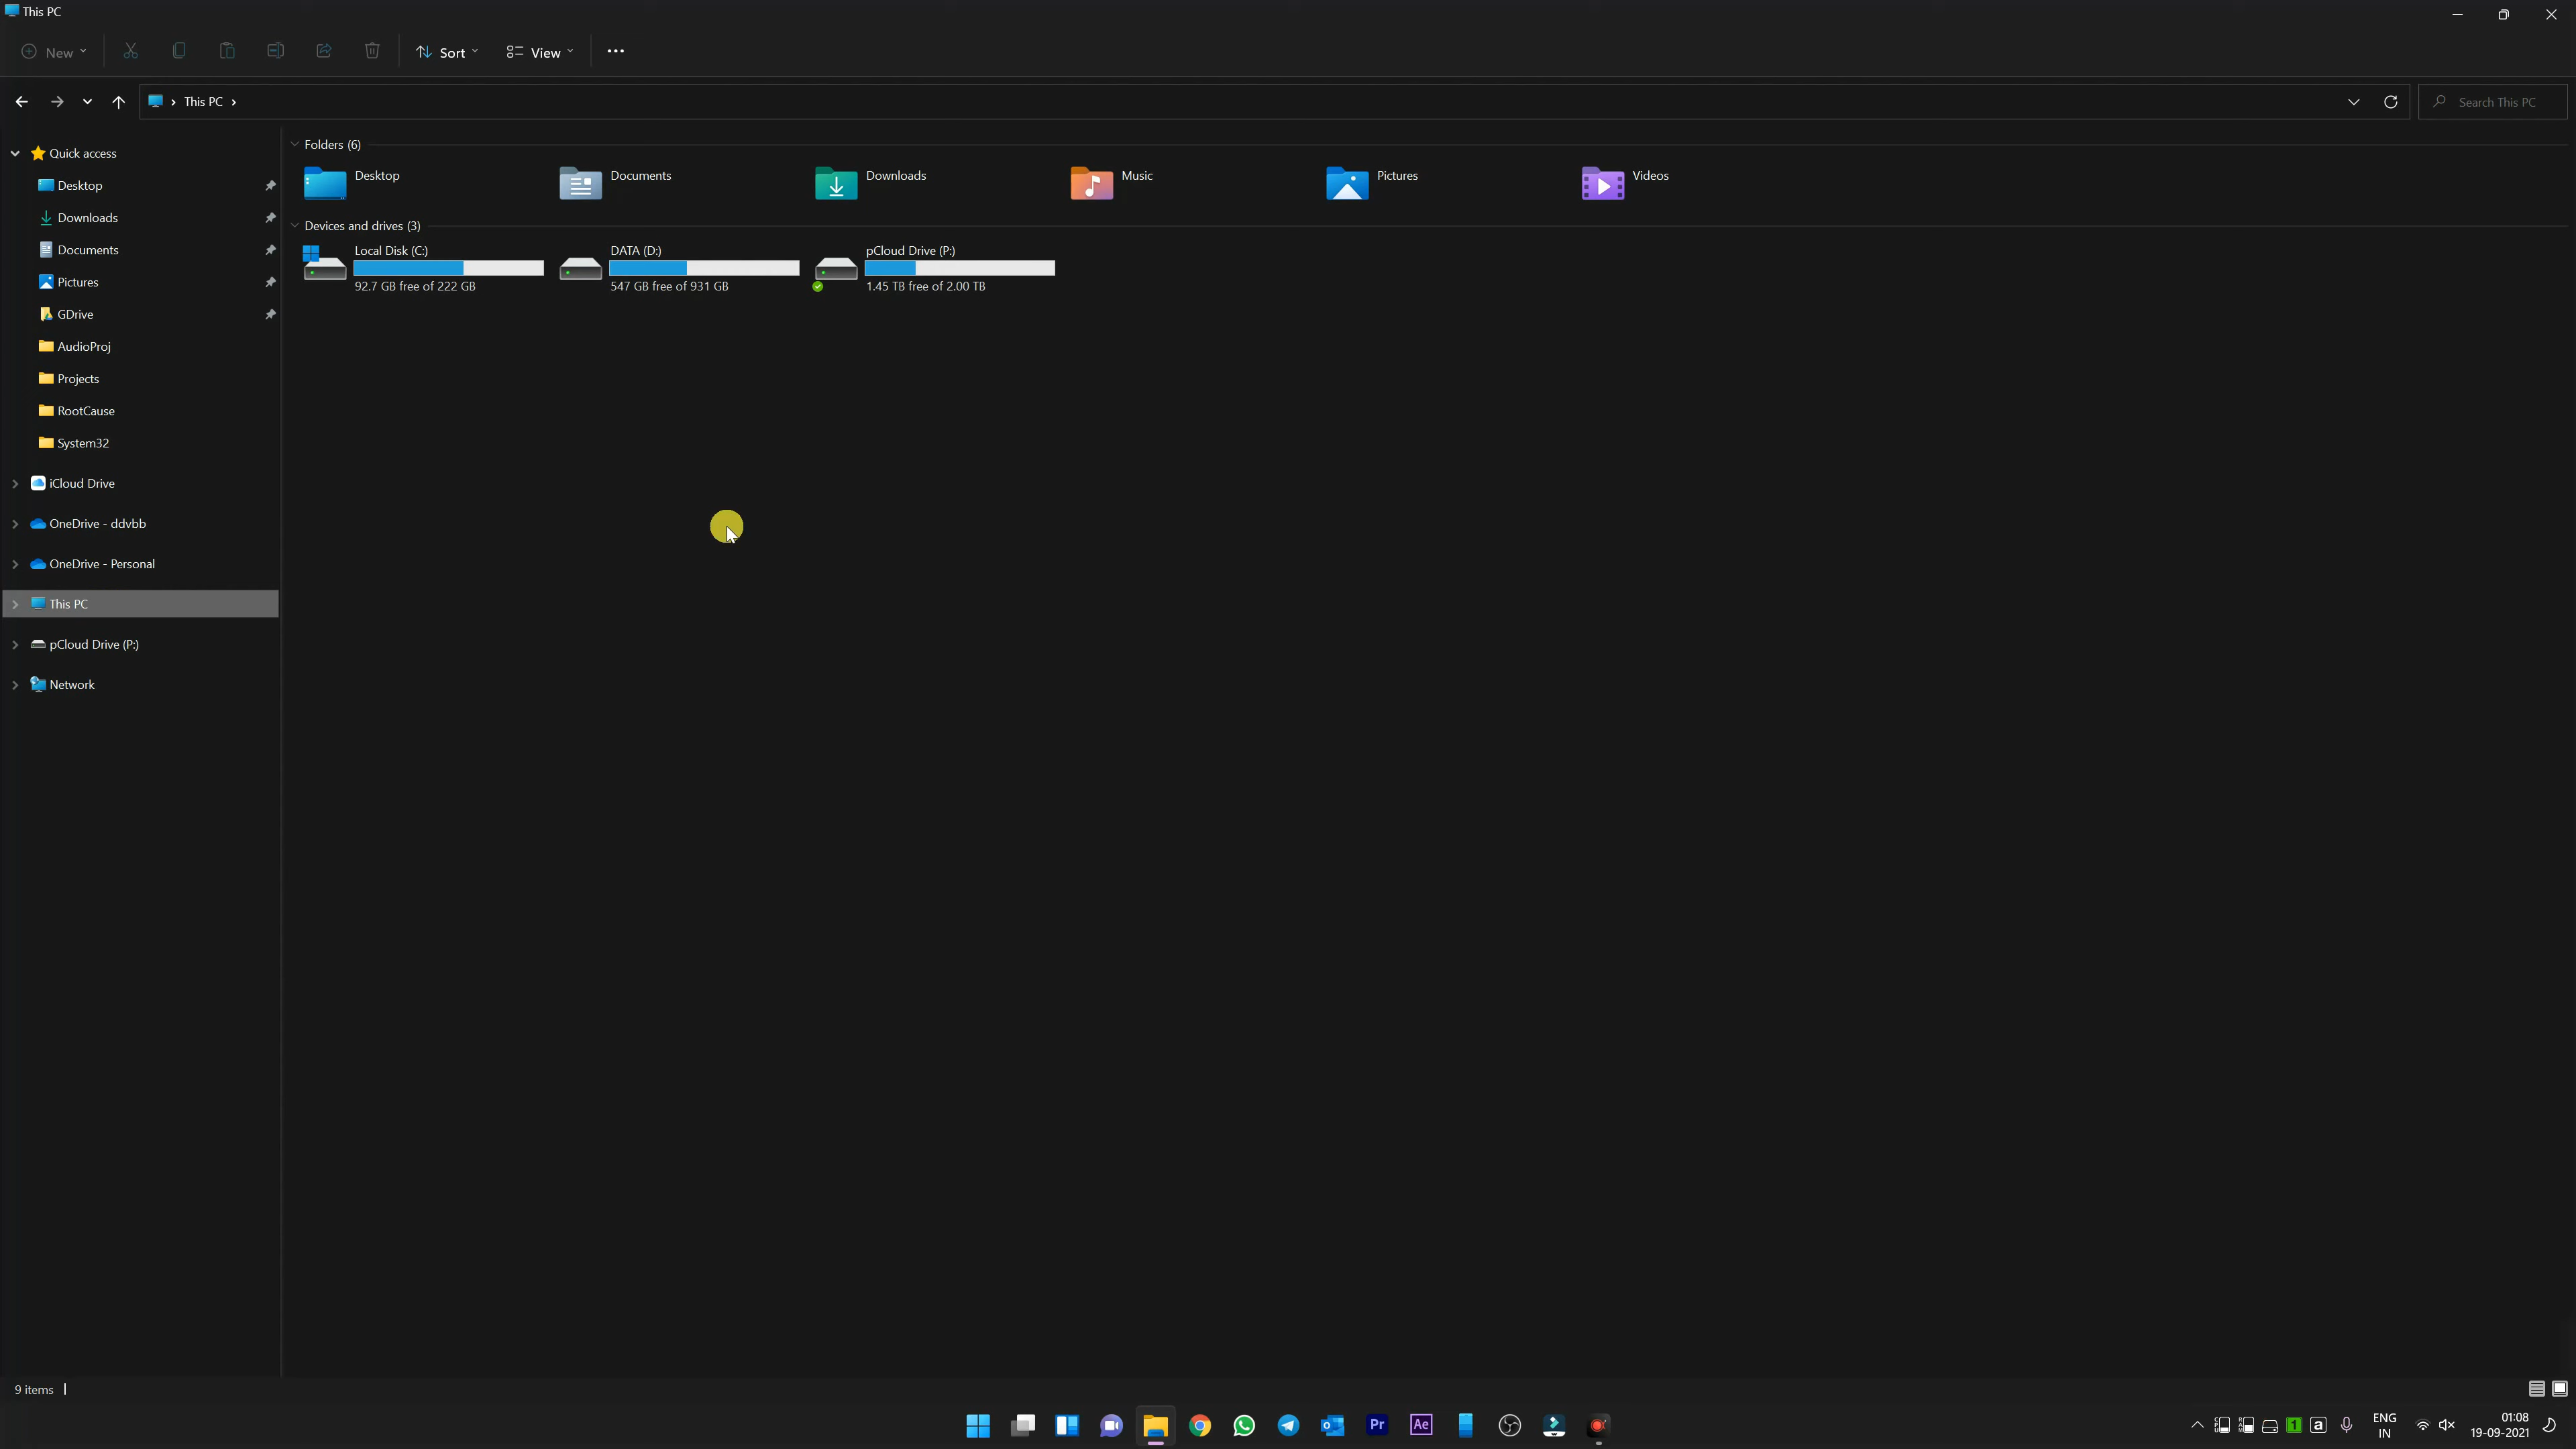 This PC
New
Sort
View
This PC
Search This PC
Quick access
Desktop
Downloads
Documents
Pictures
GDrive
AudioProj
Projects
RootCause
System32
iCloud Drive
OneDrive - ddvbb
OneDrive - Personal
This PC
pCloud Drive (P:)
Network
Folders (6)
Desktop
Documents
Downloads
Music
Pictures
Videos
Devices and drives (3)
Local Disk (C:)
92.7 GB free of 222 GB
DATA (D:)
547 GB free of 931 GB
pCloud Drive (P:)
1.45 TB free of 2.00 TB
9 items
Pr
Ae
1
a
ENG
IN
01:08
19-09-2021